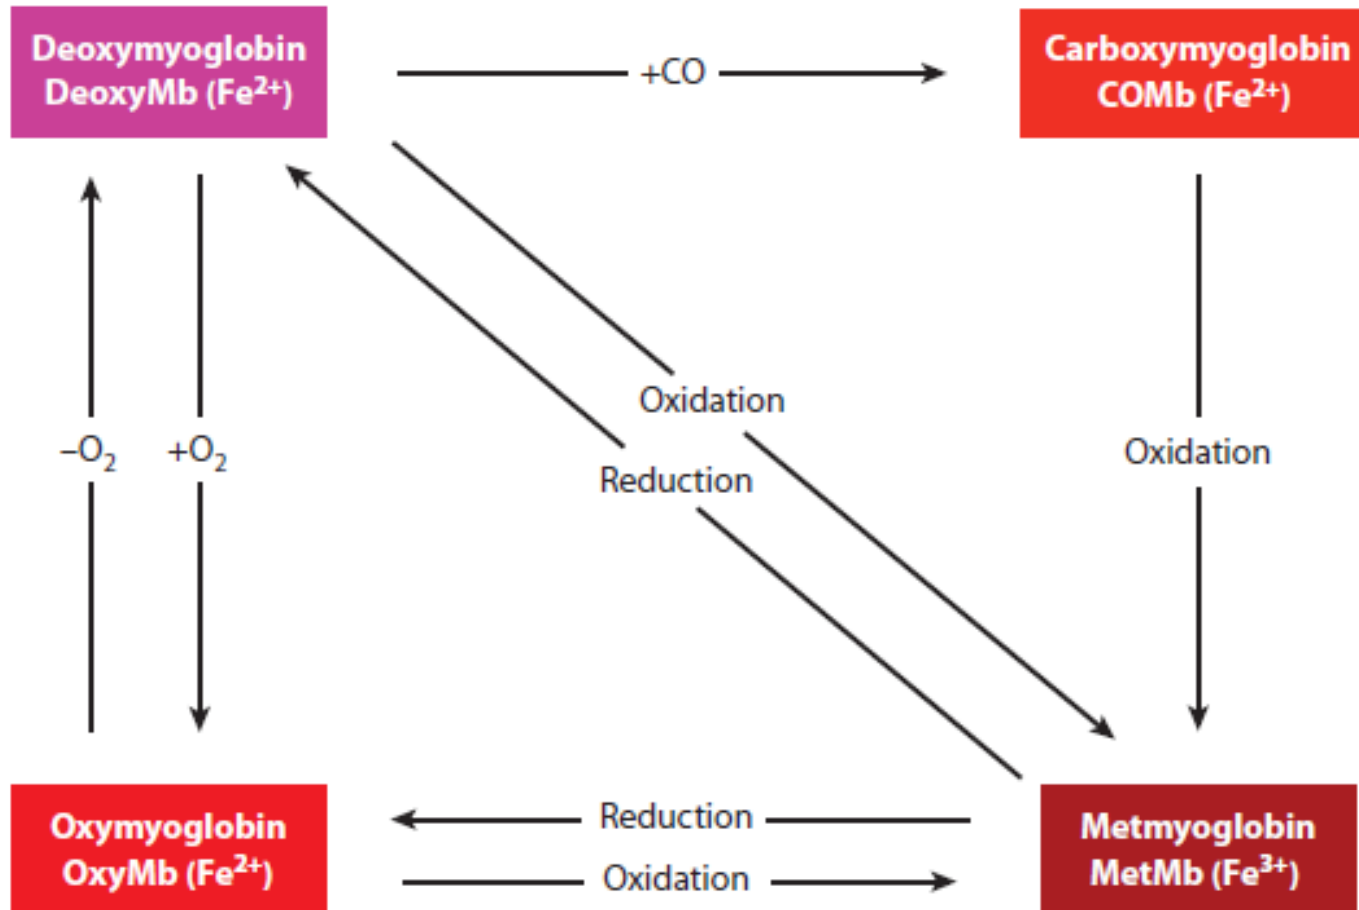 Deoxymyoglobin
DeoxyMb (Fe²⁺)
+CO
Carboxymyoglobin
COMb (Fe²⁺)
Oxidation
Reduction
–O₂
+O₂
Oxidation
Oxymyoglobin
OxyMb (Fe²⁺)
Reduction
Oxidation
Metmyoglobin
MetMb (Fe³⁺)